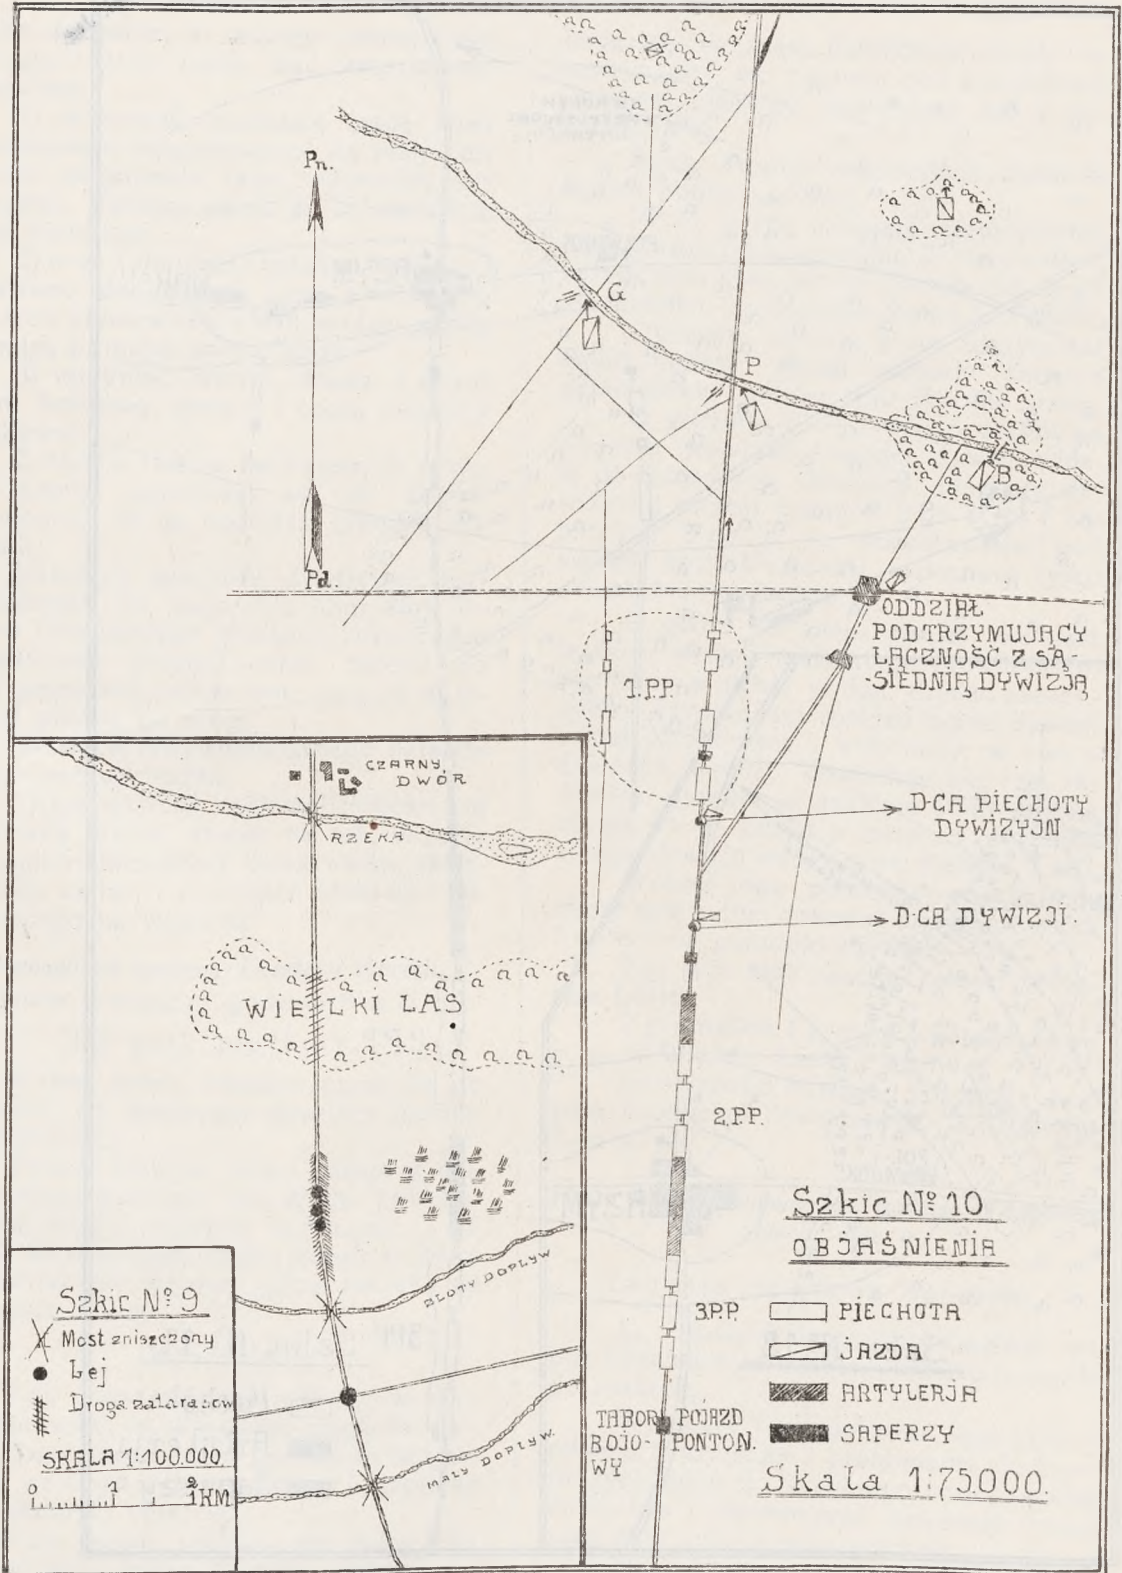 Pn.
G
P
B
Pd.
ODDZIAŁ
PODTRZYMUJĄCY
ŁĄCZNOŚĆ Z SĄ-
-SIEDNIĄ DYWIZJĄ
1.P.P.
D-CA PIECHOTY
DYWIZYJN
D-CA DYWIZJI.
2.P.P.
3.P.P.
TABOR
BOJO-
WY
POJAZD
PONTON.
Szkic Nº 10
OBJAŚNIENIA
PIECHOTA
JAZDA
ARTYLERJA
SAPERZY
Skala 1:75.000.
CZARNY
DWÓR
RZEKA
WIELKI LAS
ZŁOTY DOPŁYW
MAŁY DOPŁYW.
Szkic Nº 9
Most zniszczony
Lej
Droga zatarasow
SKALA 1:100.000
0 1 2 KM